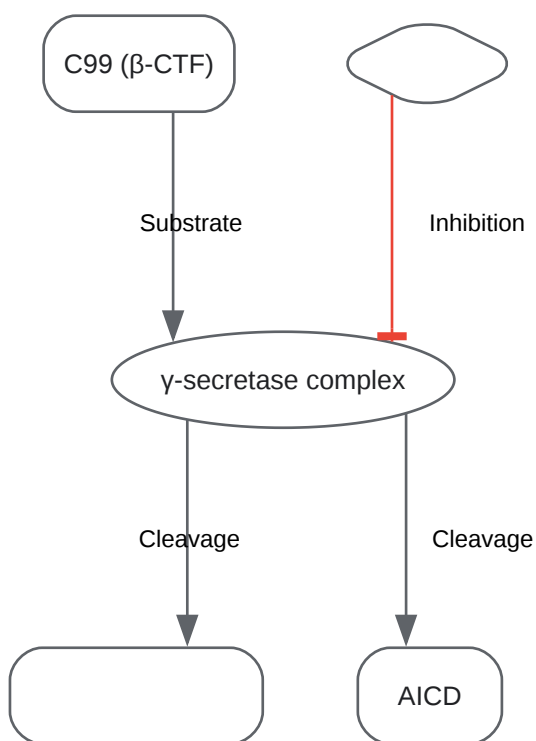 C99 (β-CTF)
Substrate
Inhibition
γ-secretase complex
Cleavage
Cleavage
AICD